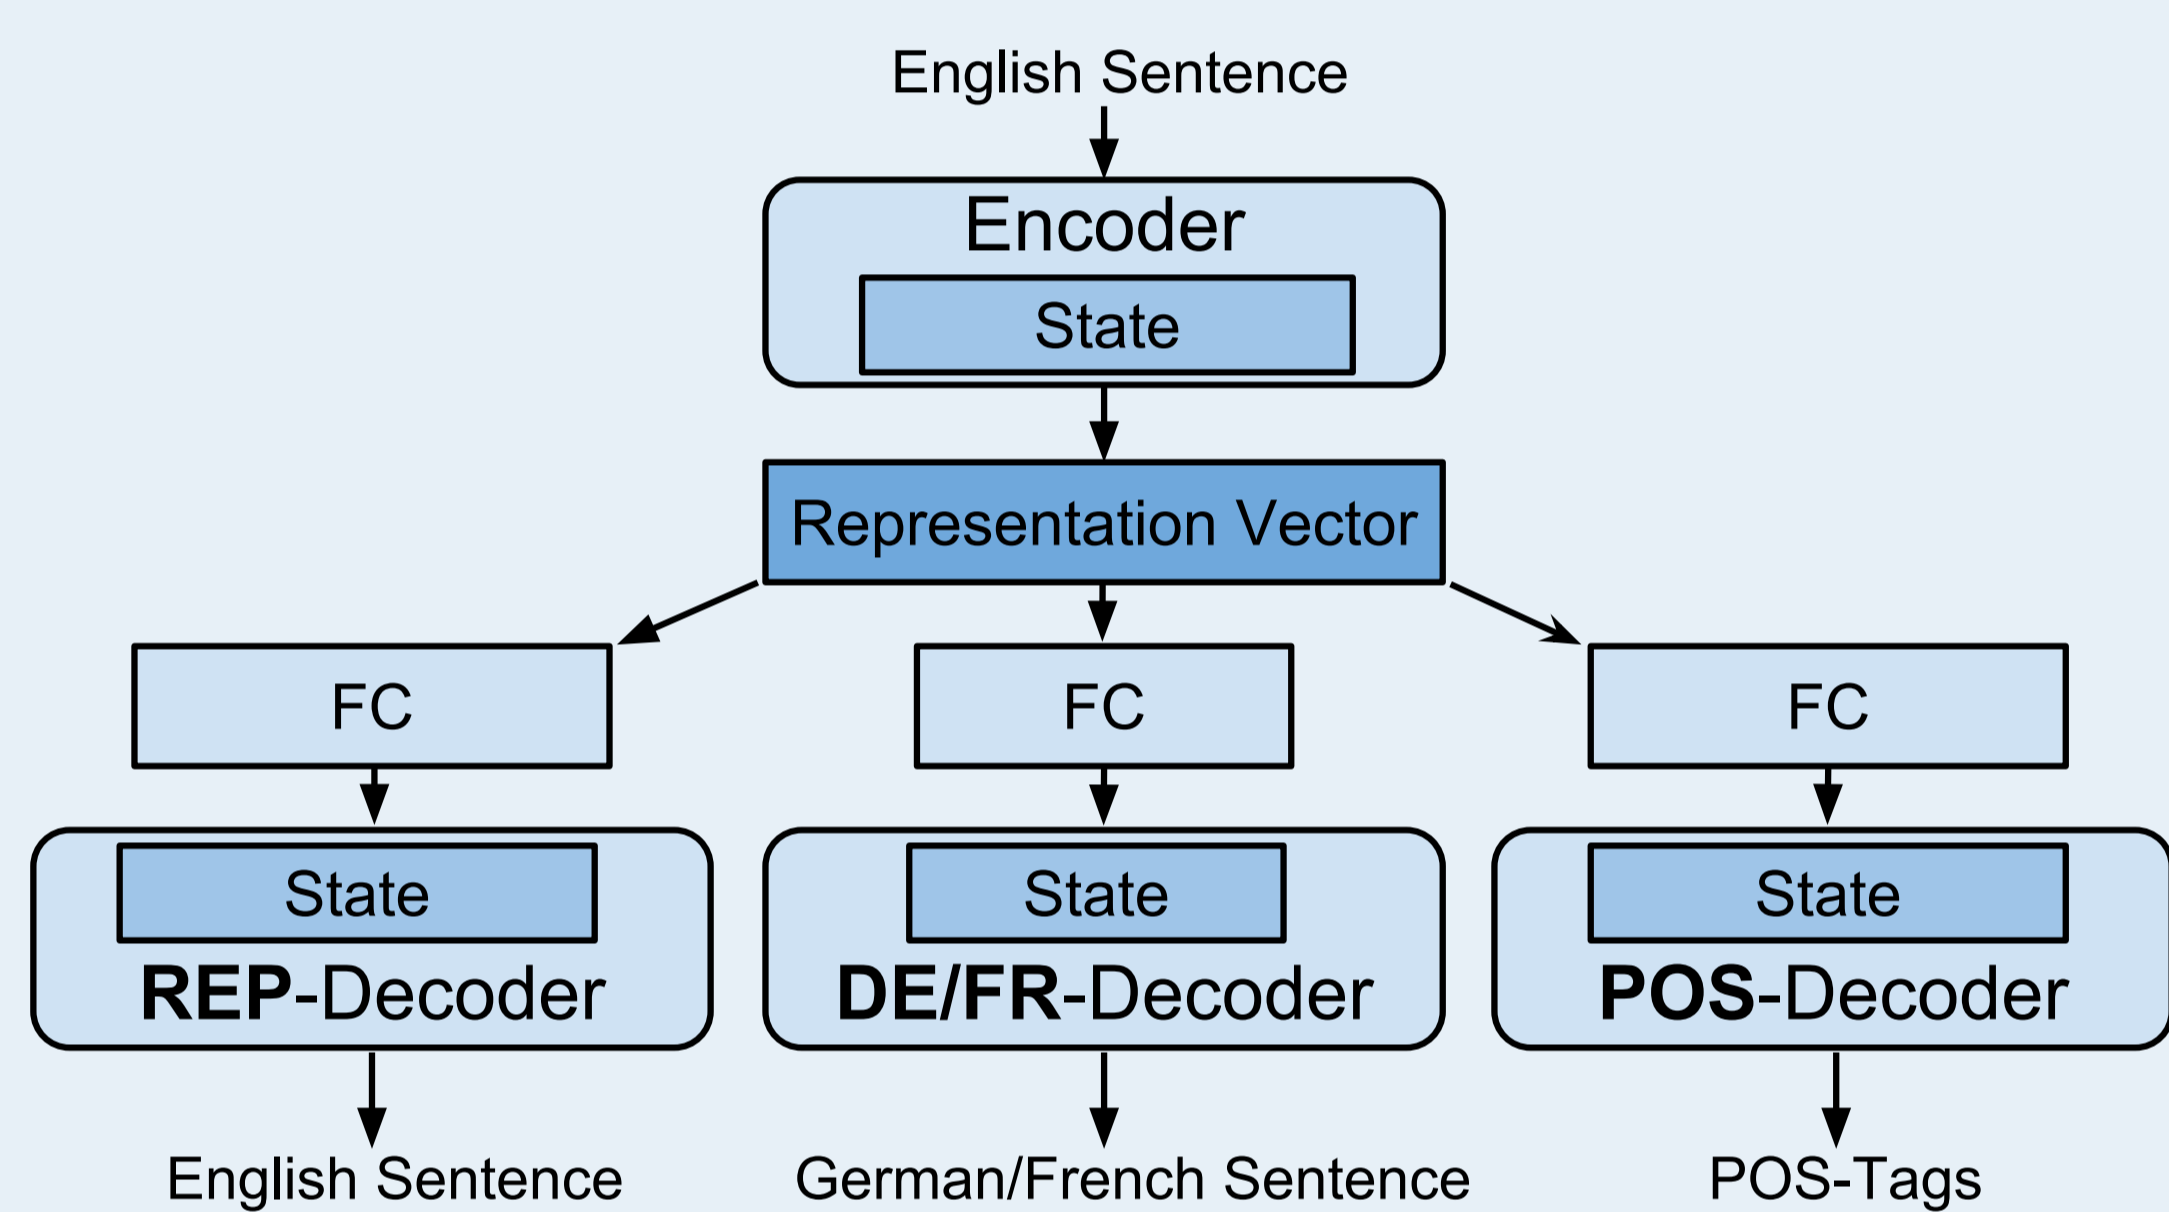 English Sentence
Encoder
State
Representation Vector
FC
FC
FC
State
State
State
REP-Decoder
DE/FR-Decoder
POS-Decoder
English Sentence
German/French Sentence
POS-Tags